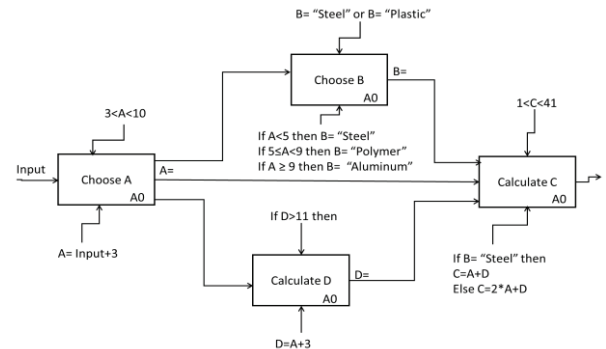 B= “Steel” or B= “Plastic”
Choose B
B=
A0
3<A<10
1<C<41
If A<5 then B= “Steel”
If 5≤A<9 then B= “Polymer”
If A ≥ 9 then B= “Aluminum”
Input
Choose A
A=
A0
Calculate C
A0
If D>11 then
A= Input+3
If B= “Steel” then
C=A+D
Else C=2*A+D
Calculate D
D=
A0
D=A+3